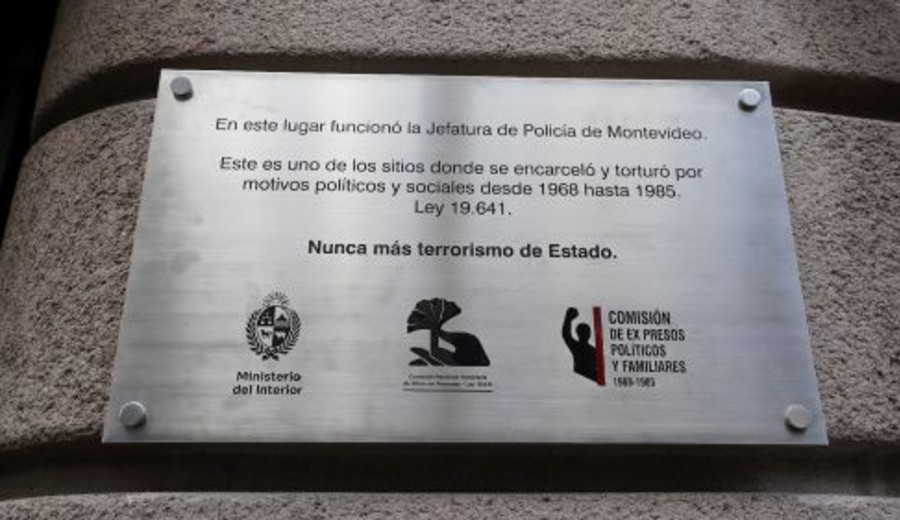 En este lugar funcionó la Jefatura de Policía de Montevideo.
Este es uno de los sitios donde se encarceló y torturó por
motivos políticos y sociales desde 1968 hasta 1985.
Ley 19.641.
Nunca más terrorismo de Estado.
Ministerio
del Interior
COMISIÓN
DE EX PRESOS
POLÍTICOS
Y FAMILIARES